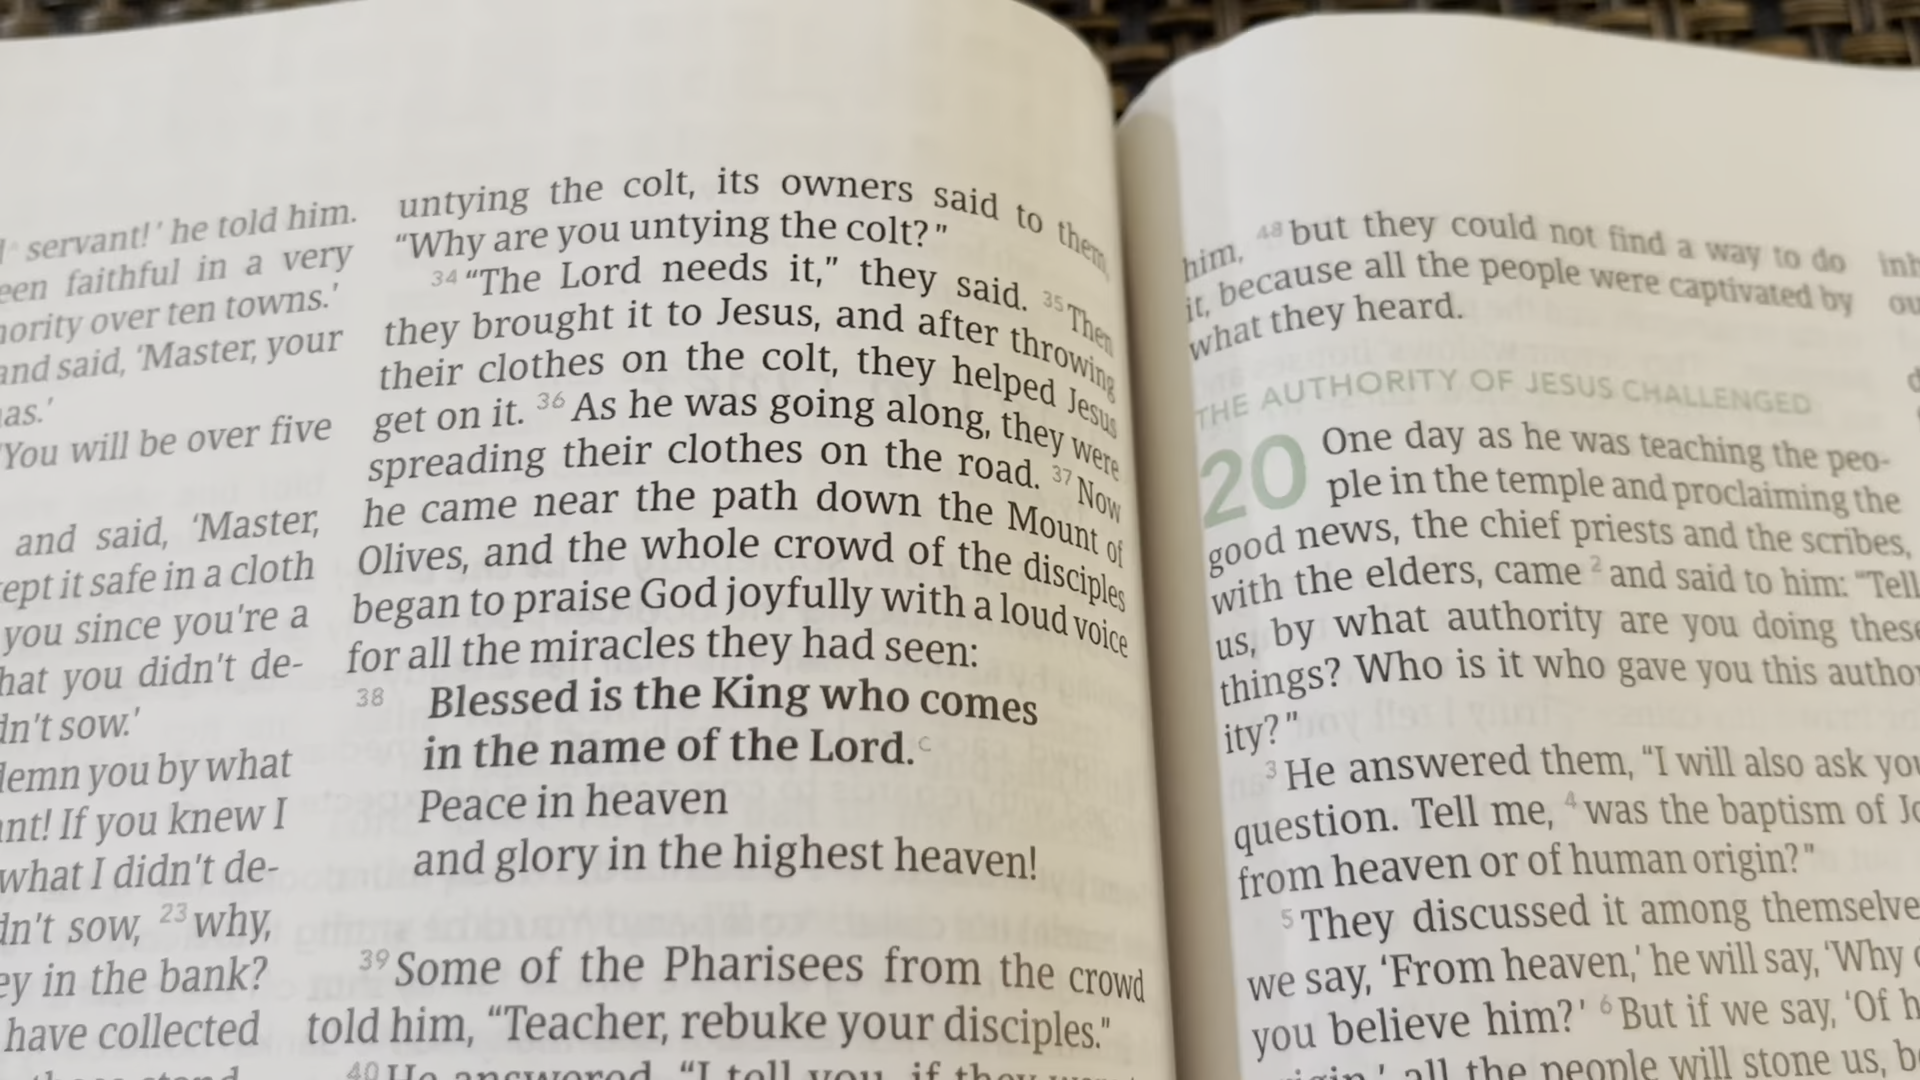 servant!' he told him.
faithful in a very
over ten towns.'
and said, 'Master, your
'You will be over five
and said, 'Master,
it safe in a cloth
you since you're a
you didn't de-
sow.'
you by what
If you knew I
what I didn't de-
sow, 23 why,
in the bank?
have collected
untying the colt, its owners said to them,
“Why are you untying the colt?”
34 “The Lord needs it,” they said. 35 Then
they brought it to Jesus, and after throwing
their clothes on the colt, they helped Jesus
get on it. 36 As he was going along, they were
spreading their clothes on the road. 37 Now
he came near the path down the Mount of
Olives, and the whole crowd of the disciples
began to praise God joyfully with a loud voice
for all the miracles they had seen:
38 Blessed is the King who comes
in the name of the Lord. C
Peace in heaven
and glory in the highest heaven!
39 Some of the Pharisees from the crowd
told him, “Teacher, rebuke your disciples.”
40 He answered, “I tell you, if they
him, 48 but they could not find a way to do
it, because all the people were captivated by
what they heard.
THE AUTHORITY OF JESUS CHALLENGED
20 One day as he was teaching the peo-
ple in the temple and proclaiming the
good news, the chief priests and the scribes,
with the elders, came 2 and said to him: “Tell
us, by what authority are you doing these
things? Who is it who gave you this author
ity?”
3 He answered them, “I will also ask you
question. Tell me, 4 was the baptism of
from heaven or of human origin?”
5 They discussed it among themselve
we say, ‘From heaven,’ he will say, ‘Why
you believe him?’ 6 But if we say, ‘Of
all the people will stone us,